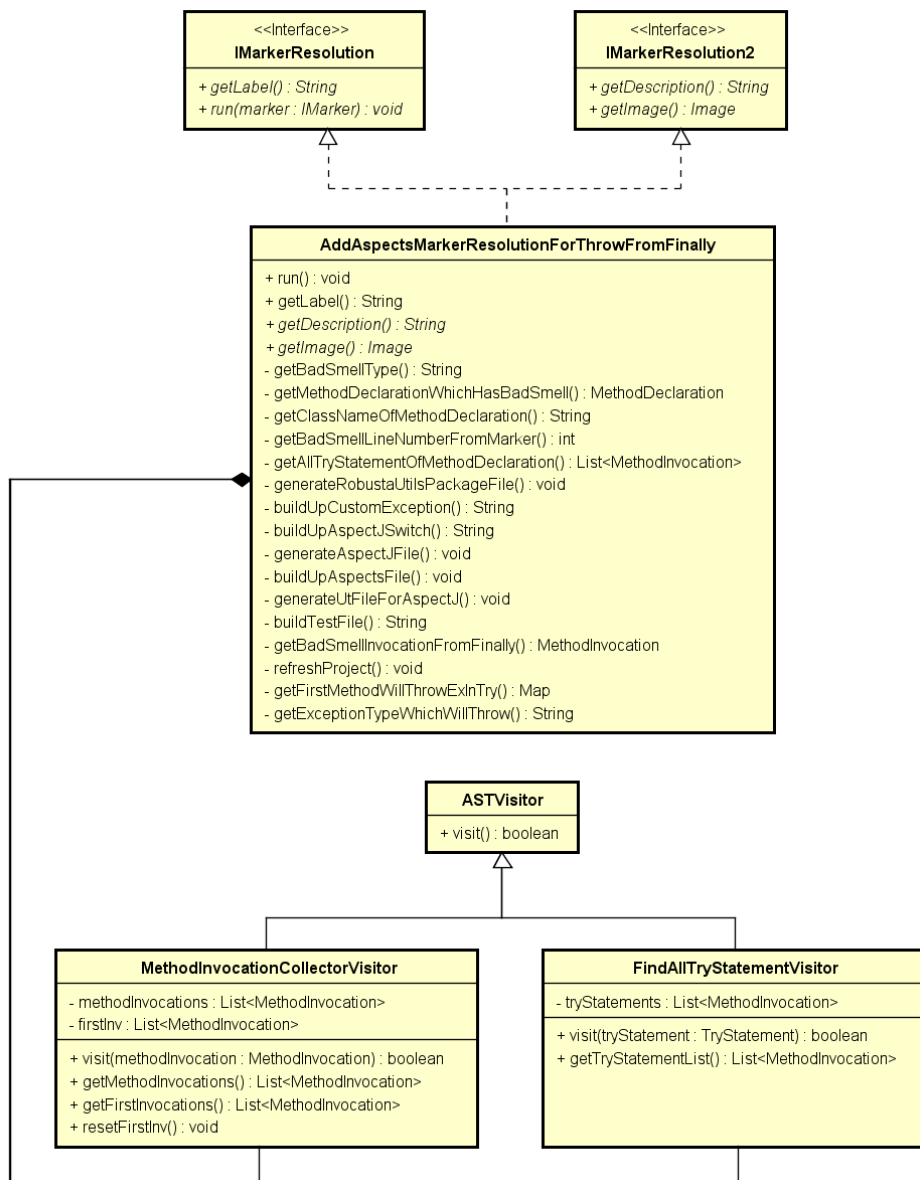 <<Interface>>
IMarkerResolution
+ getLabel() : String
+ run(marker : IMarker) : void
<<Interface>>
IMarkerResolution2
+ getDescription() : String
+ getImage() : Image
AddAspectsMarkerResolutionForThrowFromFinally
+ run() : void
+ getLabel() : String
+ getDescription() : String
+ getImage() : Image
- getBadSmellType() : String
- getMethodDeclarationWhichHasBadSmell() : MethodDeclaration
- getClassNameOfMethodDeclaration() : String
- getBadSmellLineNumberFromMarker() : int
- getAllTryStatementOfMethodDeclaration() : List<MethodInvocation>
- generateRobustaUtilsPackageFile() : void
- buildUpCustomException() : String
- buildUpAspectJSwitch() : String
- generateAspectJFile() : void
- buildUpAspectsFile() : void
- generateUtFileForAspectJ() : void
- buildTestFile() : String
- getBadSmellInvocationFromFinally() : MethodInvocation
- refreshProject() : void
- getFirstMethodWillThrowExInTry() : Map
- getExceptionTypeWhichWillThrow() : String
ASTVisitor
+ visit() : boolean
MethodInvocationCollectorVisitor
- methodInvocations : List<MethodInvocation>
- firstInv : List<MethodInvocation>
+ visit(methodInvocation : MethodInvocation) : boolean
+ getMethodInvocations() : List<MethodInvocation>
+ getFirstInvocations() : List<MethodInvocation>
+ resetFirstInv() : void
FindAllTryStatementVisitor
- tryStatements : List<MethodInvocation>
+ visit(tryStatement : TryStatement) : boolean
+ getTryStatementList() : List<MethodInvocation>